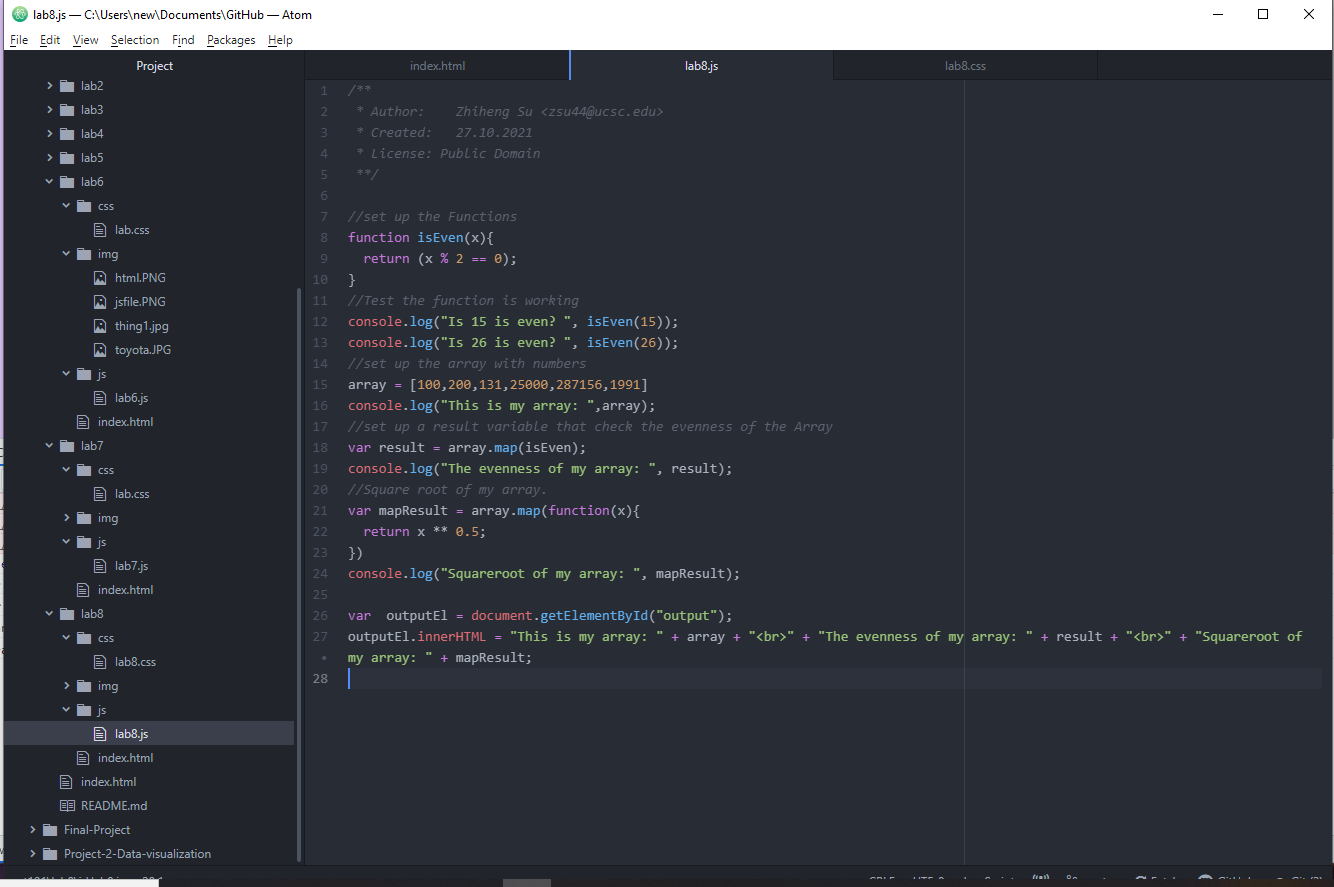 lab8.js — C:\Users\new\Documents\GitHub — Atom
File Edit View Selection Find Packages Help
Project
lab2
lab3
lab4
lab5
lab6
css
lab.css
img
html.PNG
jsfile.PNG
thing1.jpg
toyota.JPG
js
lab6.js
index.html
lab7
css
lab.css
img
js
lab7.js
index.html
lab8
css
lab8.css
img
js
lab8.js
index.html
index.html
README.md
Final-Project
Project-2-Data-visualization
index.html lab8.js lab8.css
1 /**
2 * Author: Zhiheng Su <zsu44@ucsc.edu>
3 * Created: 27.10.2021
4 * License: Public Domain
5 **/
6
7 //set up the Functions
8 function isEven(x){
9 return (x % 2 == 0);
10 }
11 //Test the function is working
12 console.log("Is 15 is even? ", isEven(15));
13 console.log("Is 26 is even? ", isEven(26));
14 //set up the array with numbers
15 array = [100,200,131,25000,287156,1991]
16 console.log("This is my array: ",array);
17 //set up a result variable that check the evenness of the Array
18 var result = array.map(isEven);
19 console.log("The evenness of my array: ", result);
20 //Square root of my array.
21 var mapResult = array.map(function(x){
22 return x ** 0.5;
23 })
24 console.log("Squareroot of my array: ", mapResult);
25
26 var  outputEl = document.getElementById("output");
27 outputEl.innerHTML = "This is my array: " + array + "<br>" + "The evenness of my array: " + result + "<br>" + "Squareroot of
• my array: " + mapResult;
28